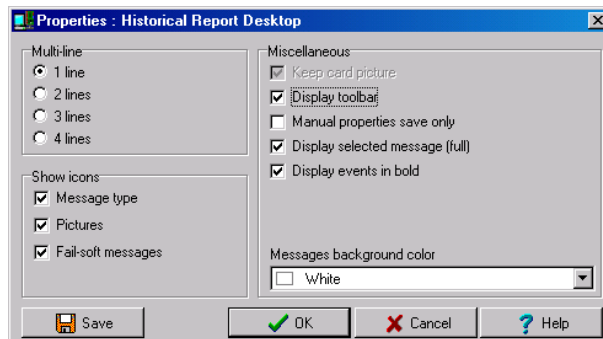 Properties : Historical Report Desktop
Multi-line
1 line
2 lines
3 lines
4 lines
Show icons
Message type
Pictures
Fail-soft messages
Miscellaneous
Keep card picture
Display toolbar
Manual properties save only
Display selected message (full)
Display events in bold
Messages background color
White
Save
OK
Cancel
Help